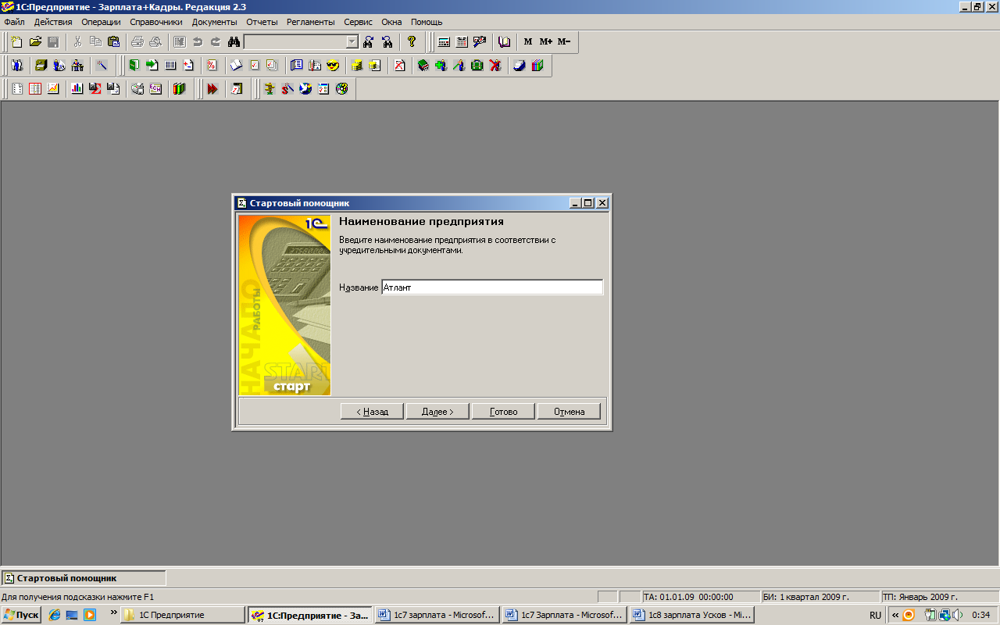 1С:Предприятие - Зарплата+Кадры. Редакция 2.3
Файл Действия Операции Справочники Документы Отчеты Регламенты Сервис Окна Помощь
М М+ М−
Стартовый помощник
1С
Наименование предприятия
Введите наименование предприятия в соответствии с
учредительными документами.
Название Атлант
НАЧАЛО
РАБОТЫ
START
старт
< Назад Далее > Готово Отмена
Стартовый помощник
Для получения подсказки нажмите F1 ТА: 01.01.09 00:00:00 БИ: 1 квартал 2009 г. ТП: Январь 2009 г.
Пуск » 1С Предприятие 1С:Предприятие - За... 1с7 зарплата - Microsof... 1с7 Зарплата - Microsof... 1с8 зарплата Усков - Mi... RU « 0:34